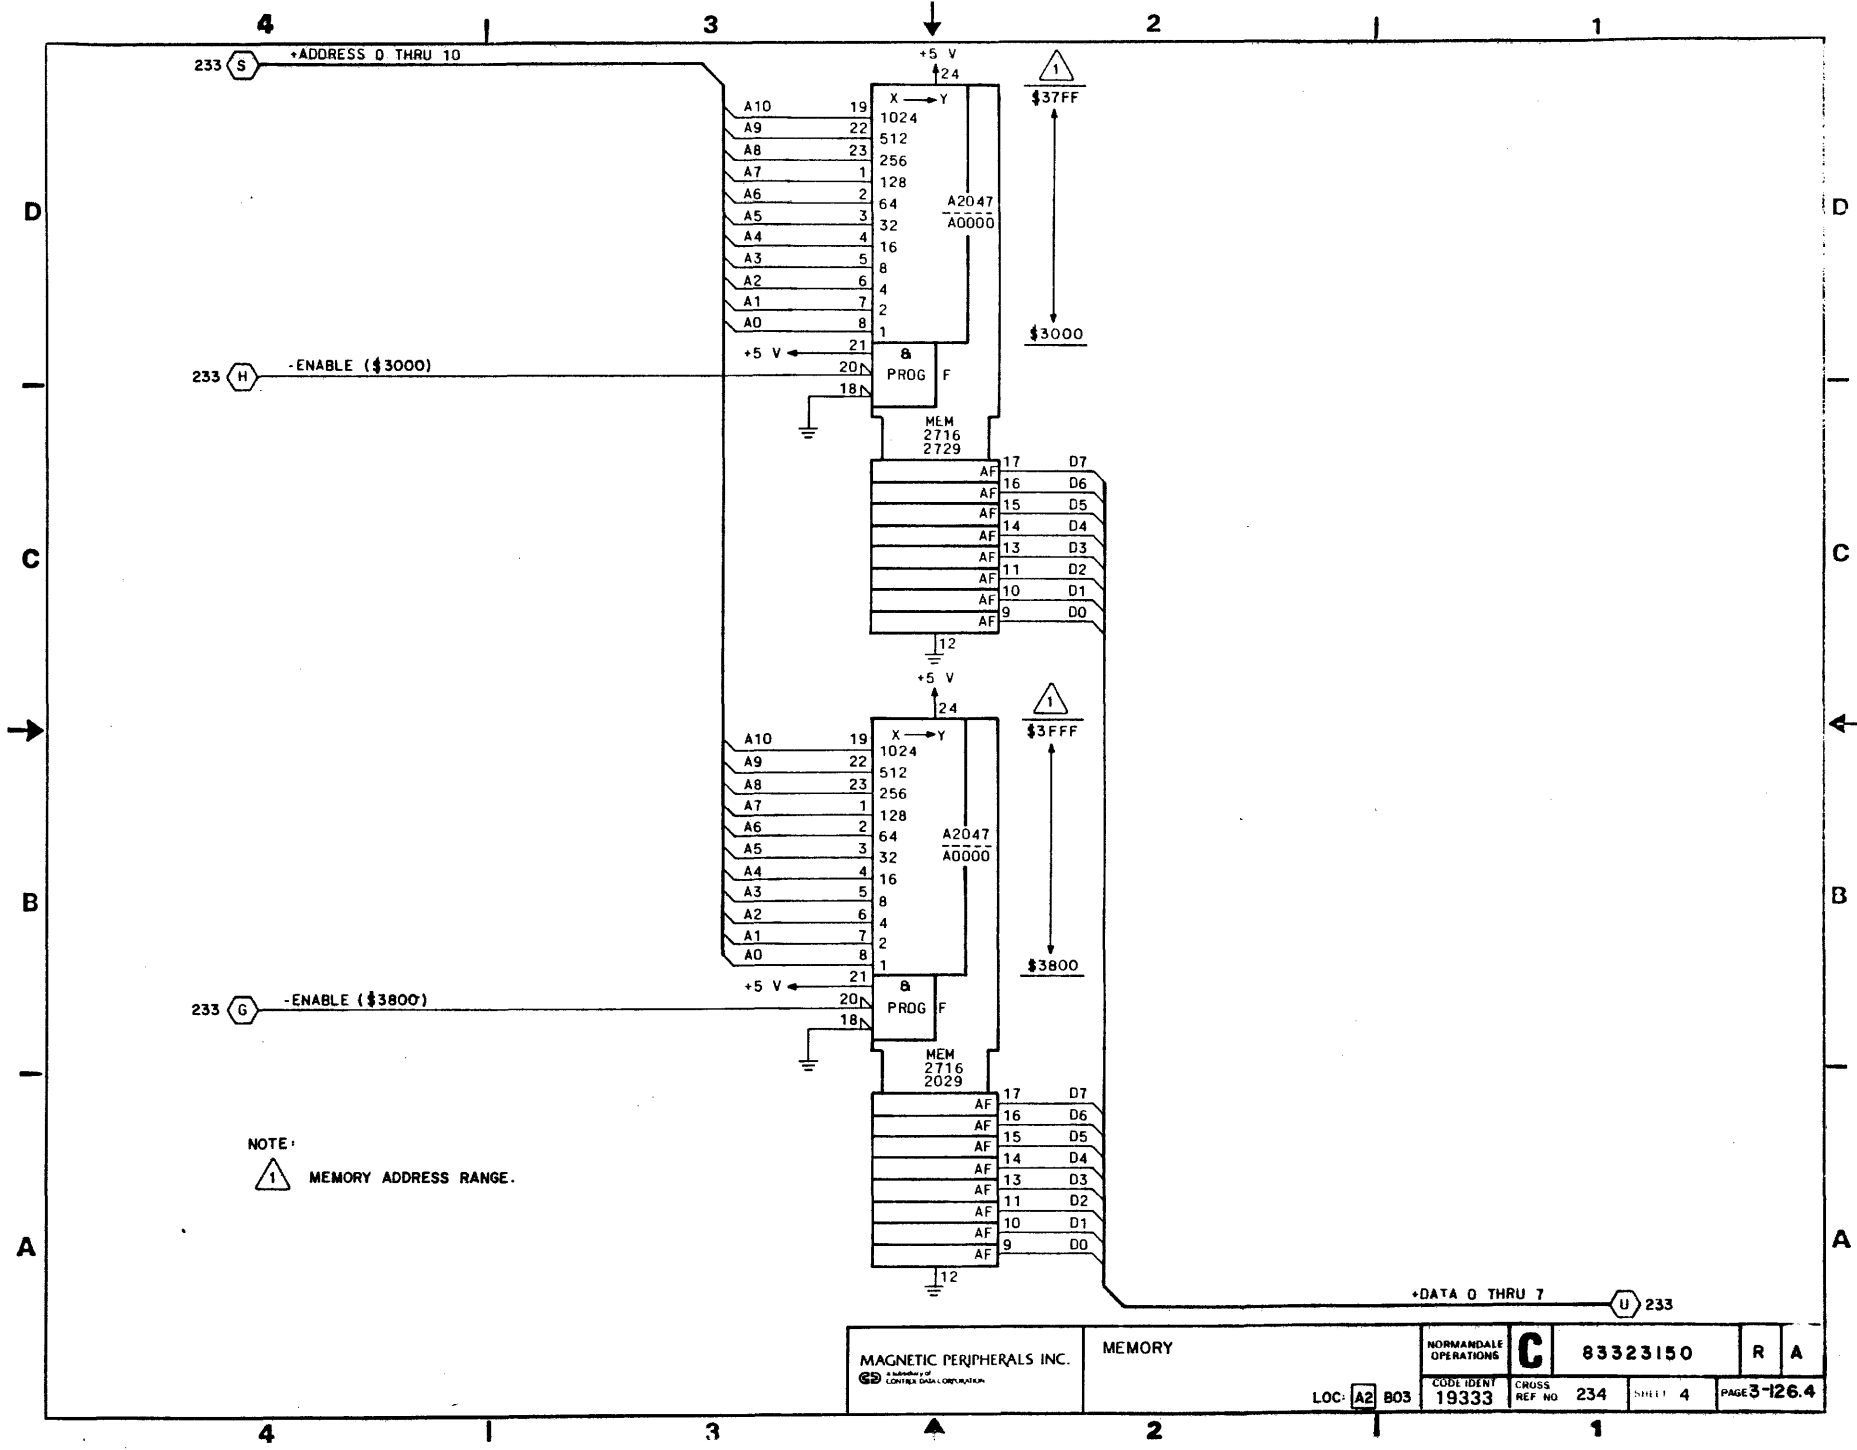 4 3 2 1
233 S +ADDRESS 0 THRU 10
+5 V
24
1
$37FF
X Y
A10 19 1024
A9 22 512
A8 23 256
A7 1 128
A6 2 64
A5 3 32
A4 4 16
A3 5 8
A2 6 4
A1 7 2
A0 8 1
A2047
A0000
$3000
D D
+5 V 21 &
233 H -ENABLE ($3000) 20 PROG F
18
MEM
2716
2729
AF 17 D7
AF 16 D6
AF 15 D5
AF 14 D4
AF 13 D3
AF 11 D2
AF 10 D1
AF 9 D0
12
C C
+5 V
24
1
$3FFF
X Y
A10 19 1024
A9 22 512
A8 23 256
A7 1 128
A6 2 64
A5 3 32
A4 4 16
A3 5 8
A2 6 4
A1 7 2
A0 8 1
A2047
A0000
$3800
B B
+5 V 21 &
233 G -ENABLE ($3800) 20 PROG F
18
MEM
2716
2029
AF 17 D7
AF 16 D6
AF 15 D5
AF 14 D4
AF 13 D3
AF 11 D2
AF 10 D1
AF 9 D0
12
NOTE:
1 MEMORY ADDRESS RANGE.
A A
+DATA 0 THRU 7 U 233
MAGNETIC PERIPHERALS INC.
a subsidiary of
CONTROL DATA CORPORATION
MEMORY
LOC: A2 B03
NORMANDALE
OPERATIONS
C 83323150 R A
CODE IDENT
19333
CROSS
REF NO 234
SHEET 4
PAGE 3-126.4
4 3 2 1